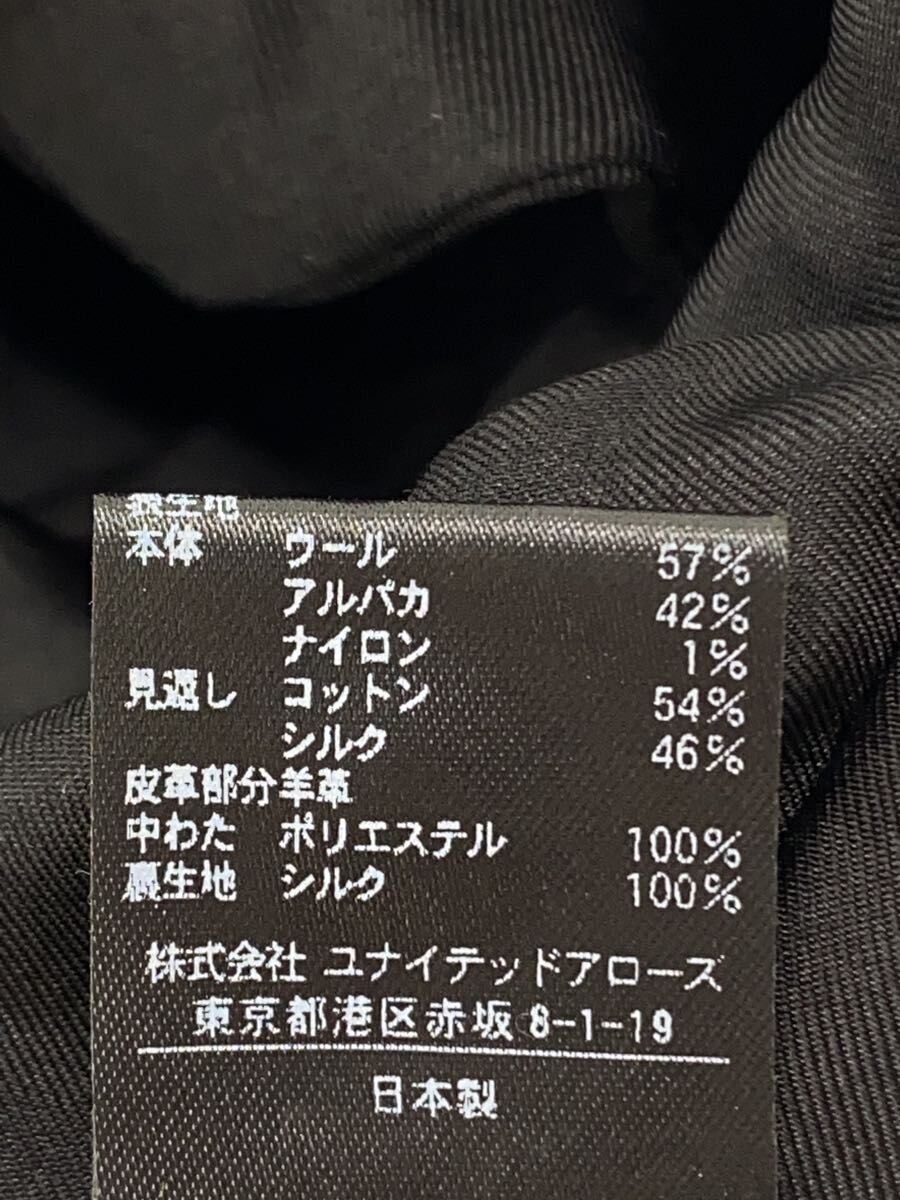 表生地
本体 ウール 57%
アルパカ 42%
ナイロン 1%
見返し コットン 54%
シルク 46%
皮革部分羊革
中わた ポリエステル 100%
裏生地 シルク 100%
株式会社 ユナイテッドアローズ
東京都港区赤坂8-1-19
日本製